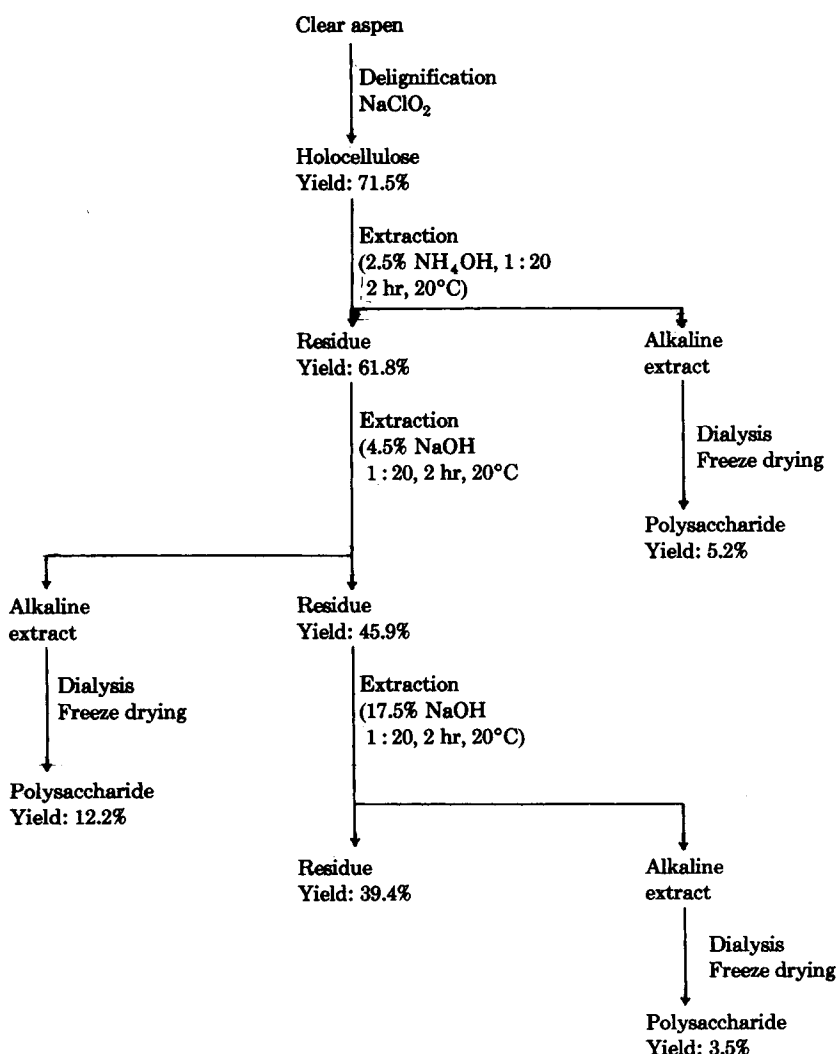 Clear aspen
Delignification
NaClO₂
Holocellulose
Yield: 71.5%
Extraction
(2.5% NH₄OH, 1 : 20
2 hr, 20°C)
Residue
Yield: 61.8%
Alkaline
extract
Extraction
(4.5% NaOH
1 : 20, 2 hr, 20°C
Dialysis
Freeze drying
Polysaccharide
Yield: 5.2%
Alkaline
extract
Residue
Yield: 45.9%
Dialysis
Freeze drying
Extraction
(17.5% NaOH
1 : 20, 2 hr, 20°C)
Polysaccharide
Yield: 12.2%
Residue
Yield: 39.4%
Alkaline
extract
Dialysis
Freeze drying
Polysaccharide
Yield: 3.5%